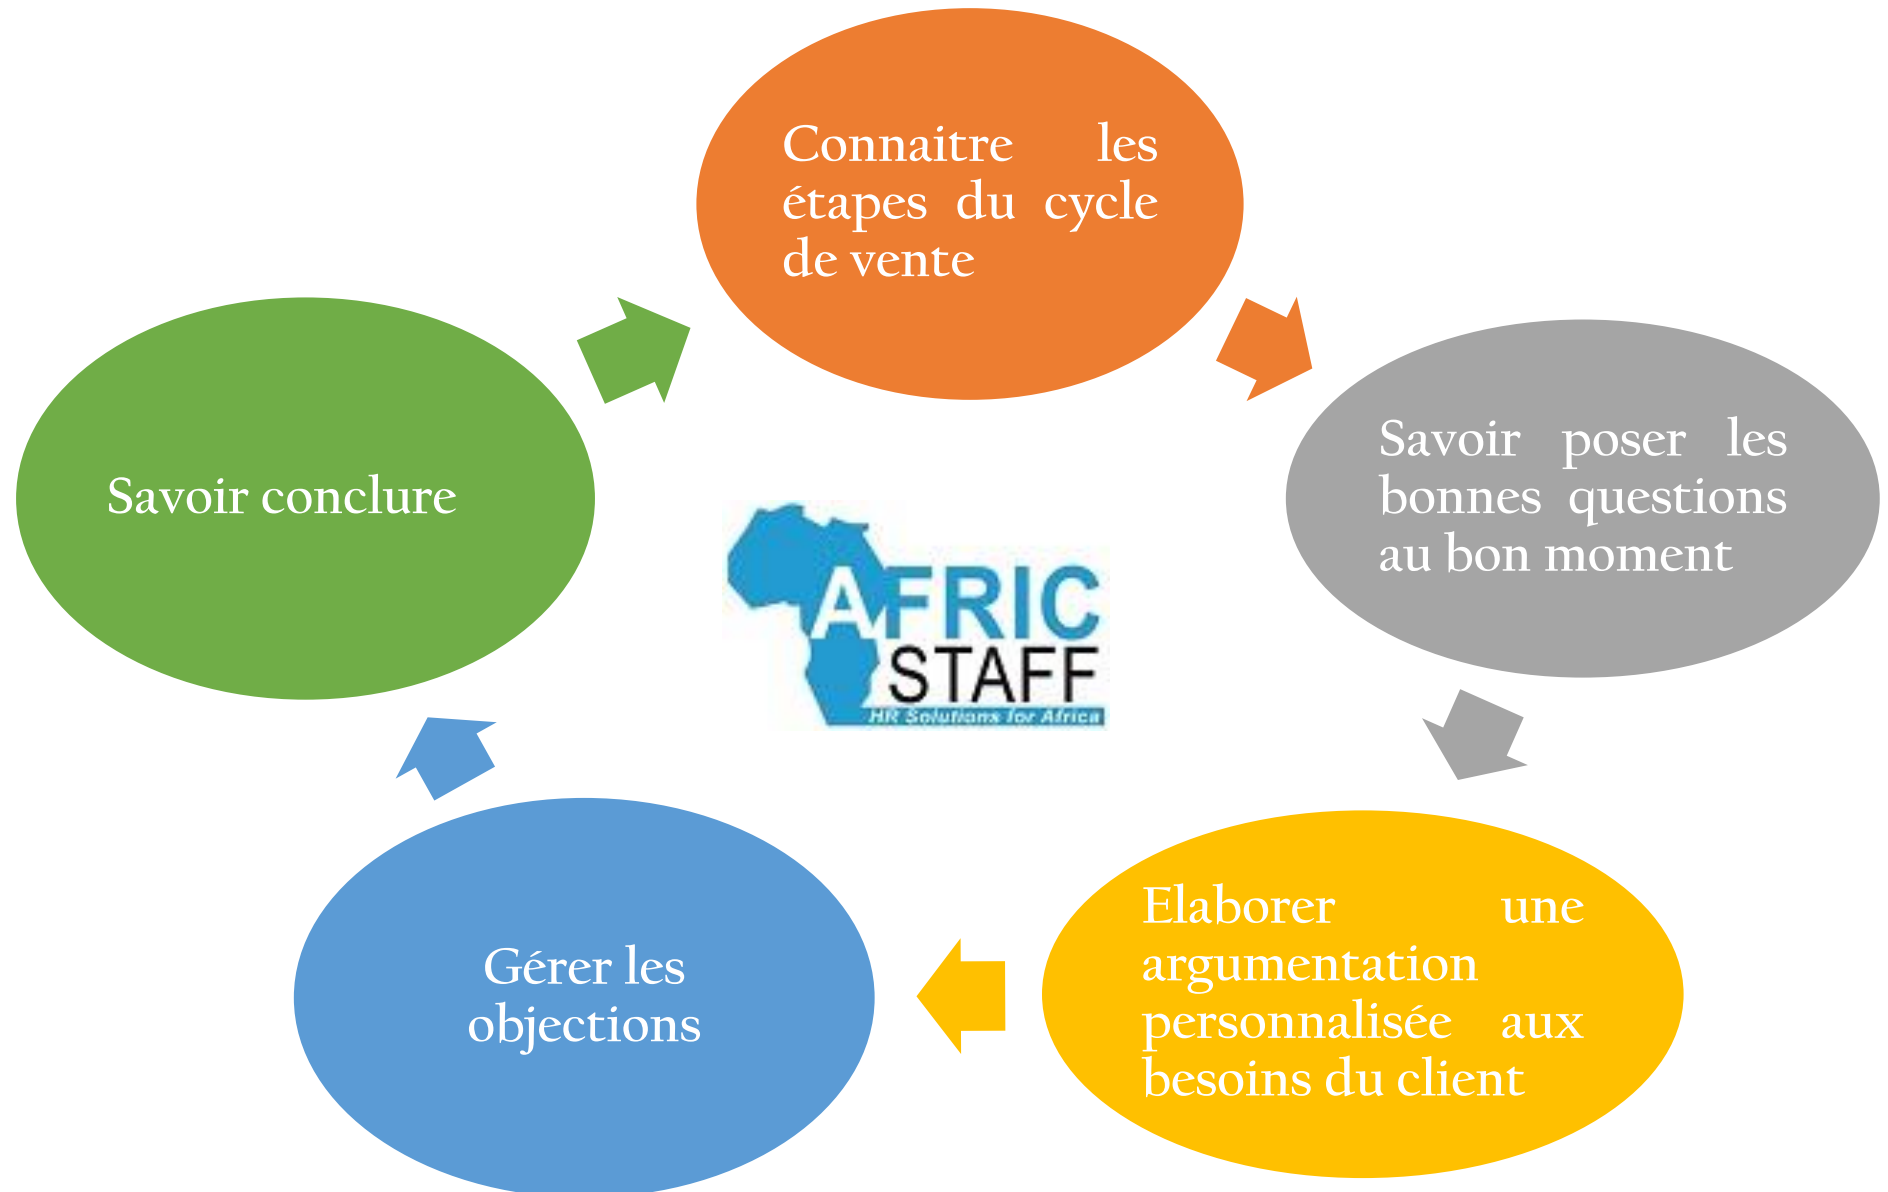 Connaitre les
étapes du cycle
de vente
Savoir poser les
bonnes questions
au bon moment
Elaborer une
argumentation
personnalisée aux
besoins du client
Gérer les
objections
Savoir conclure
AFRIC
STAFF
HR Solutions for Africa